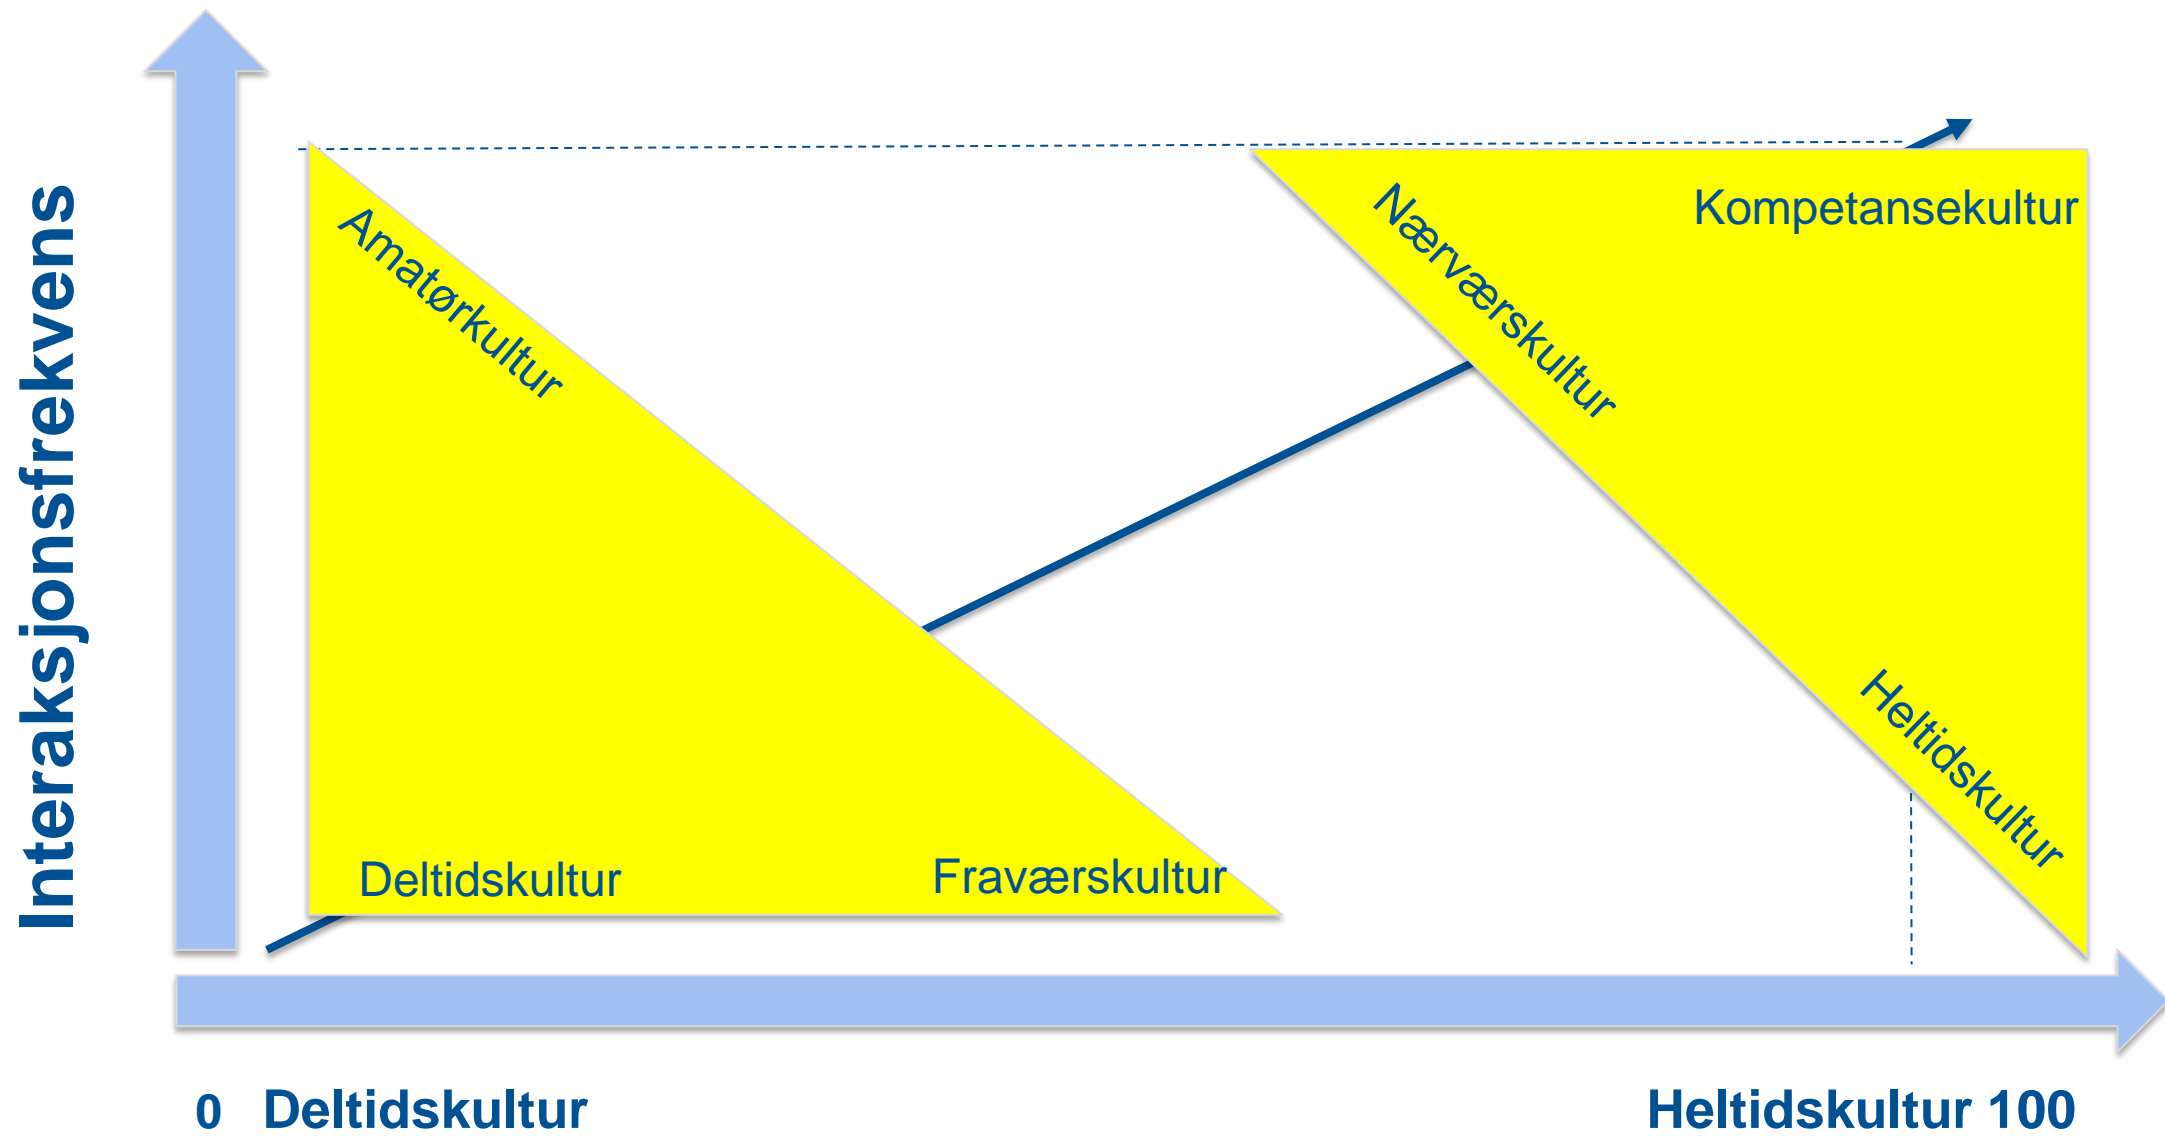 Interaksjonsfrekvens
Amatørkultur
Deltidskultur
Fraværskultur
Nærværskultur
Kompetansekultur
Heltidskultur
0 Deltidskultur
Heltidskultur 100